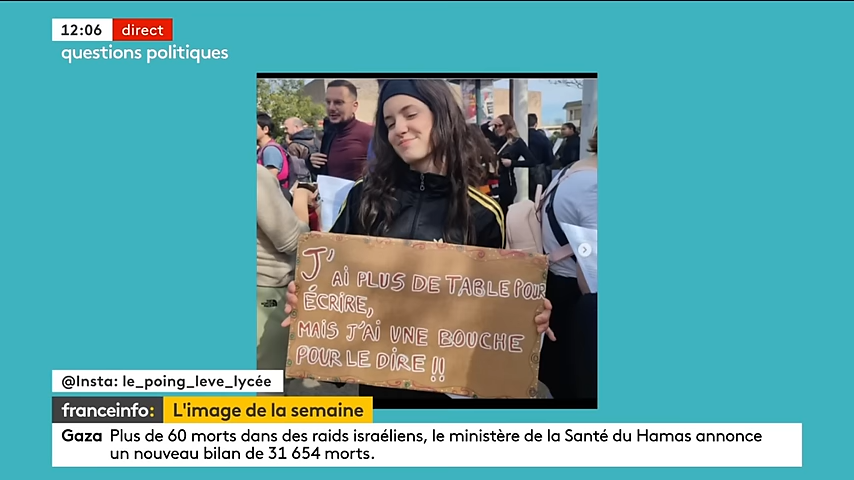 12:06 direct
questions politiques
J'AI PLUS DE TABLE POUR
ÉCRIRE,
MAIS J'AI UNE BOUCHE
POUR LE DIRE !!
@Insta: le_poing_leve_lycée
franceinfo: L'image de la semaine
Gaza Plus de 60 morts dans des raids israéliens, le ministère de la Santé du Hamas annonce
un nouveau bilan de 31 654 morts.